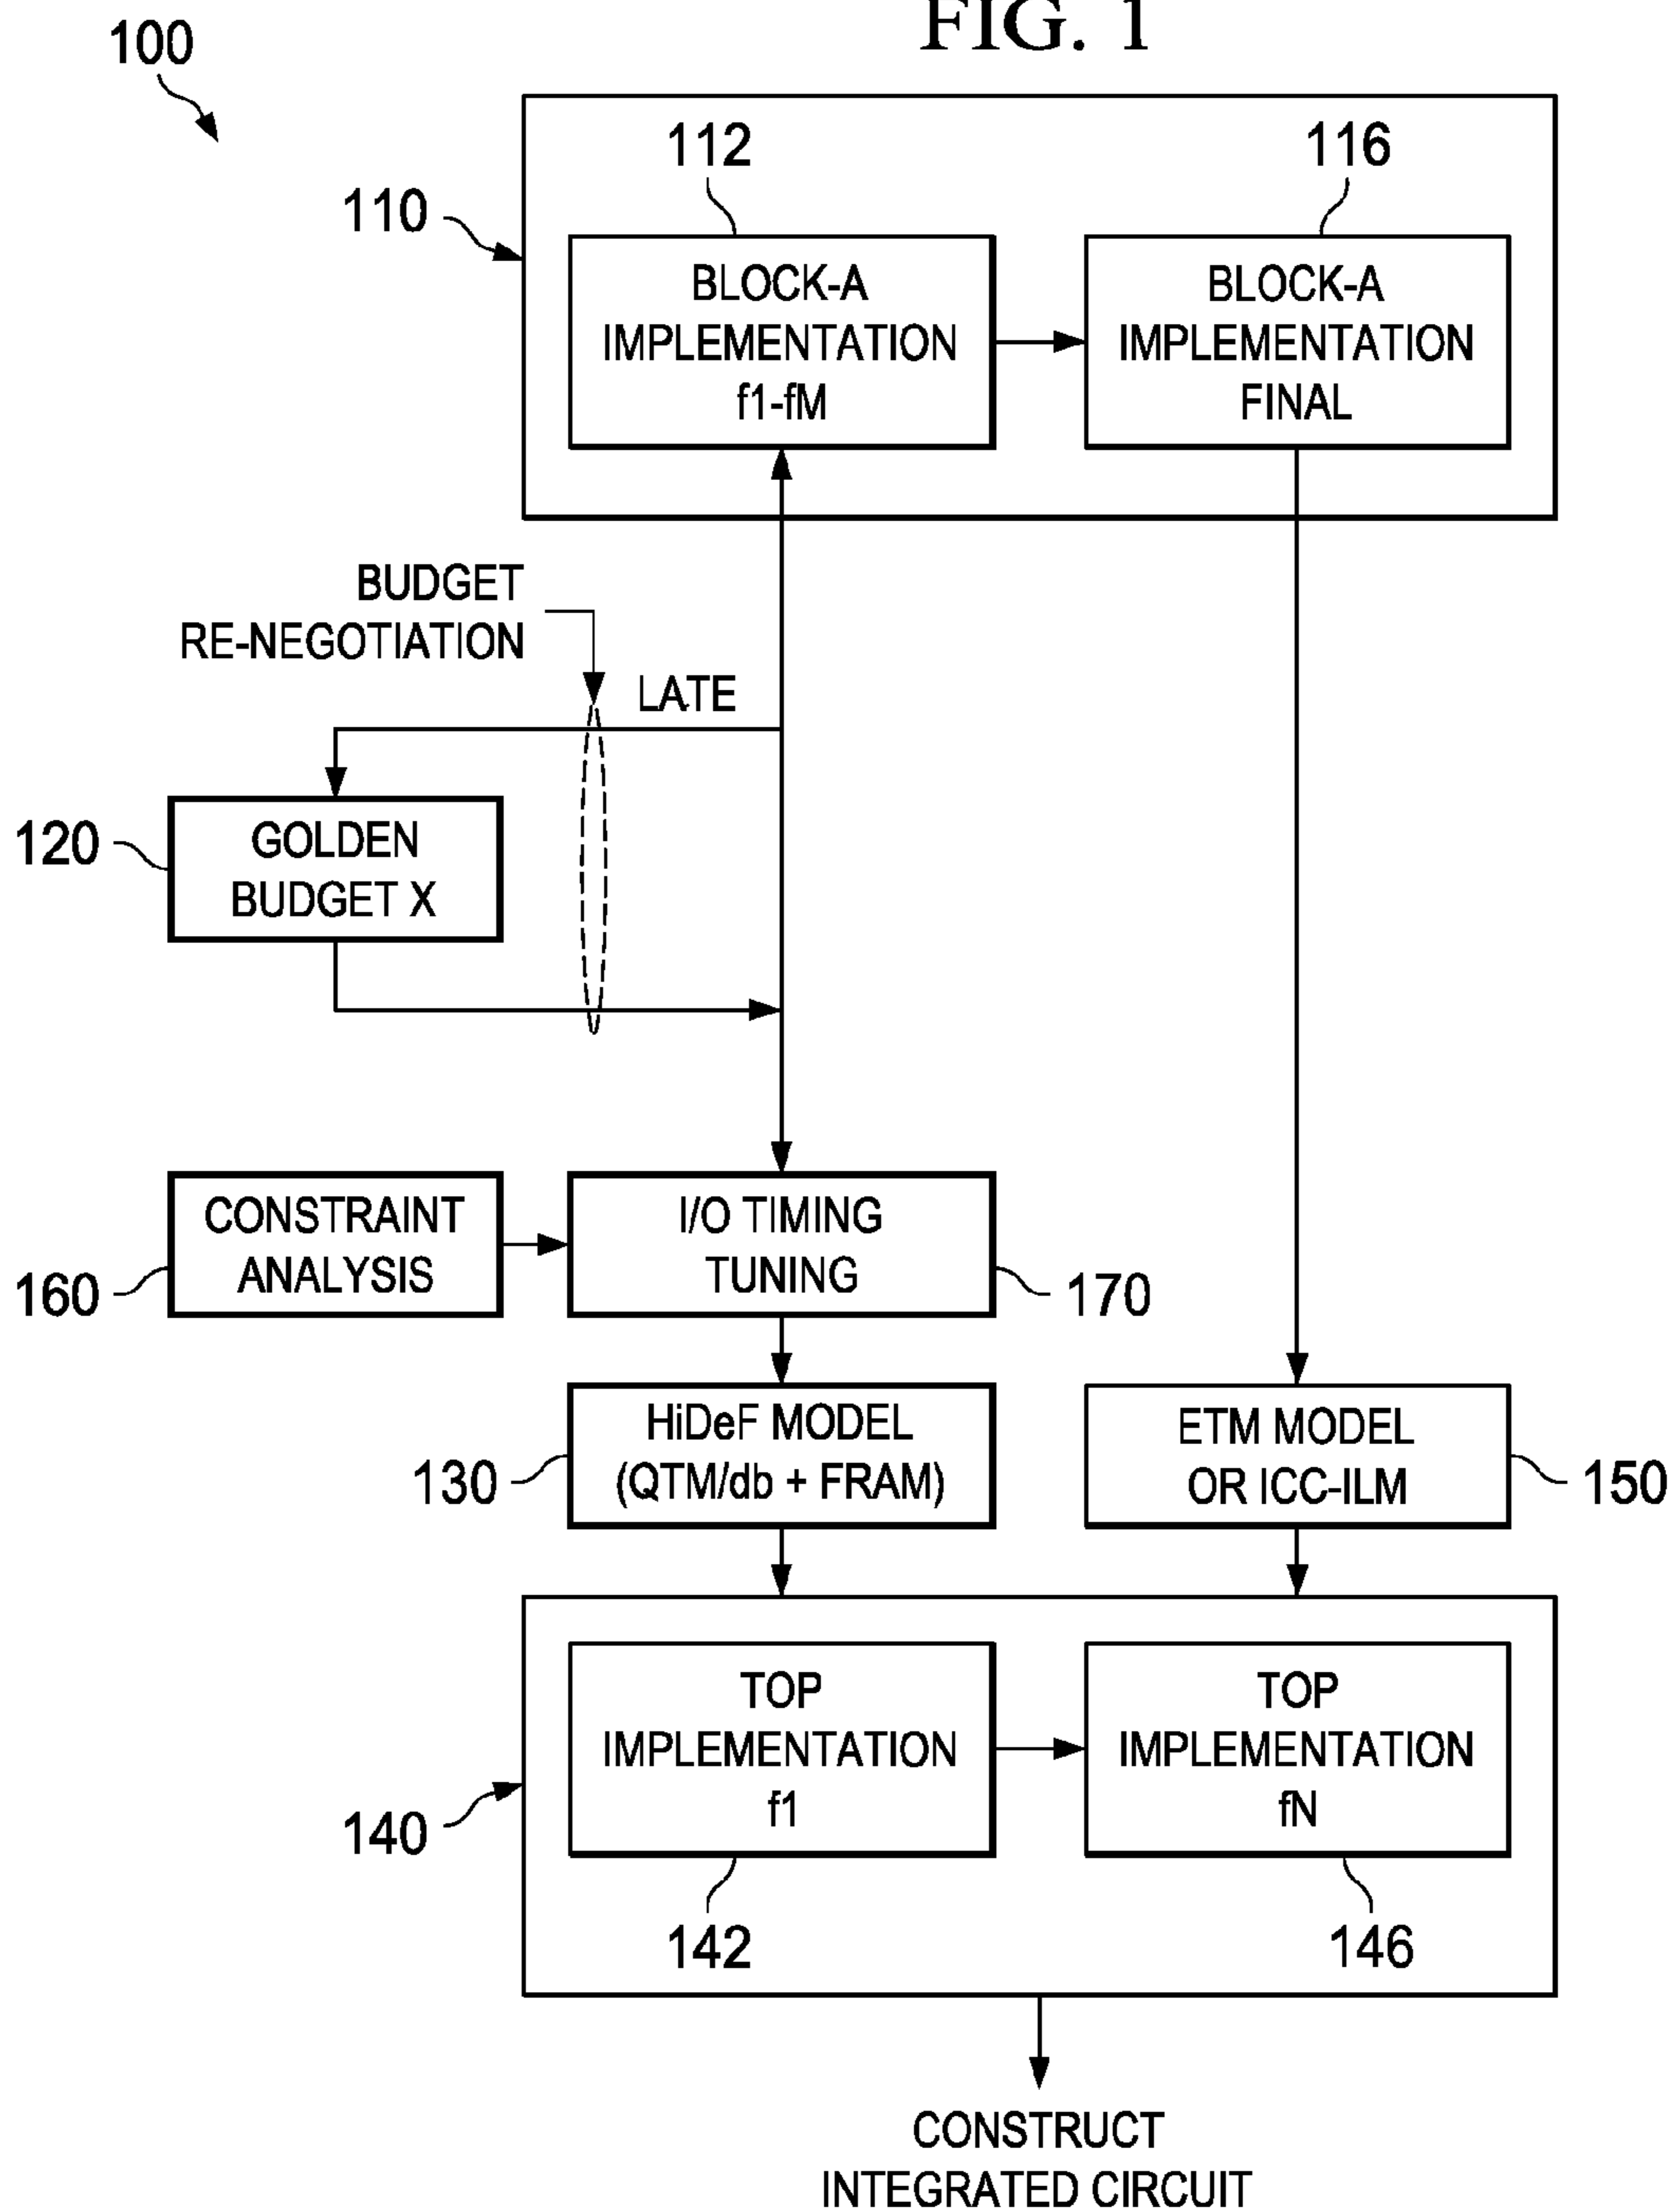 FIG. 1
100
110
112
116
BLOCK-A
IMPLEMENTATION
f1-fM
BLOCK-A
IMPLEMENTATION
FINAL
BUDGET
RE-NEGOTIATION
LATE
120
GOLDEN
BUDGET X
160
CONSTRAINT
ANALYSIS
I/O TIMING
TUNING
170
130
HiDeF MODEL
(QTM/db + FRAM)
ETM MODEL
OR ICC-ILM
150
140
TOP
IMPLEMENTATION
f1
TOP
IMPLEMENTATION
fN
142
146
CONSTRUCT
INTEGRATED CIRCUIT